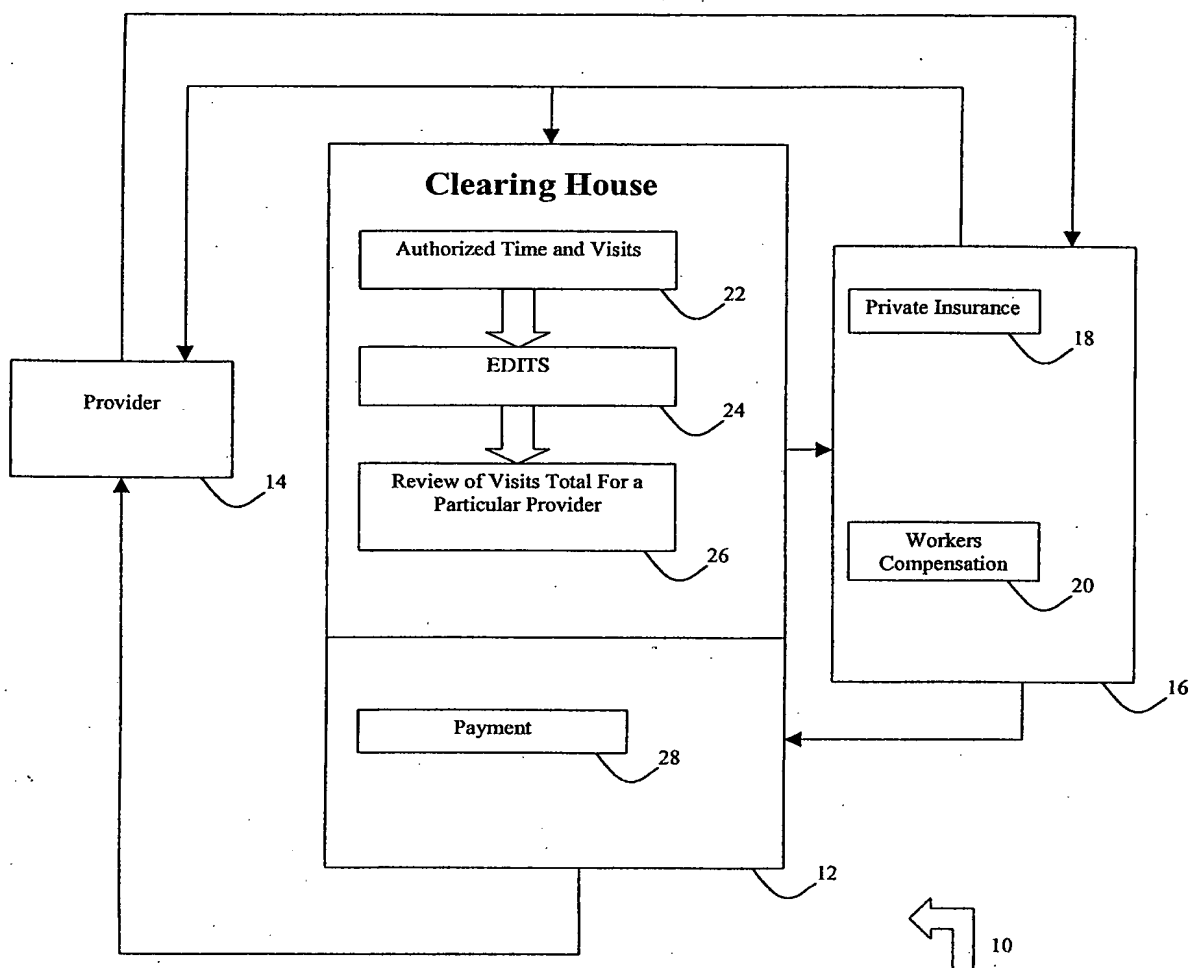 Clearing House
Authorized Time and Visits
22
Private Insurance
18
EDITS
24
Provider
14
Review of Visits Total For a
Particular Provider
26
Workers
Compensation
20
16
Payment
28
12
10